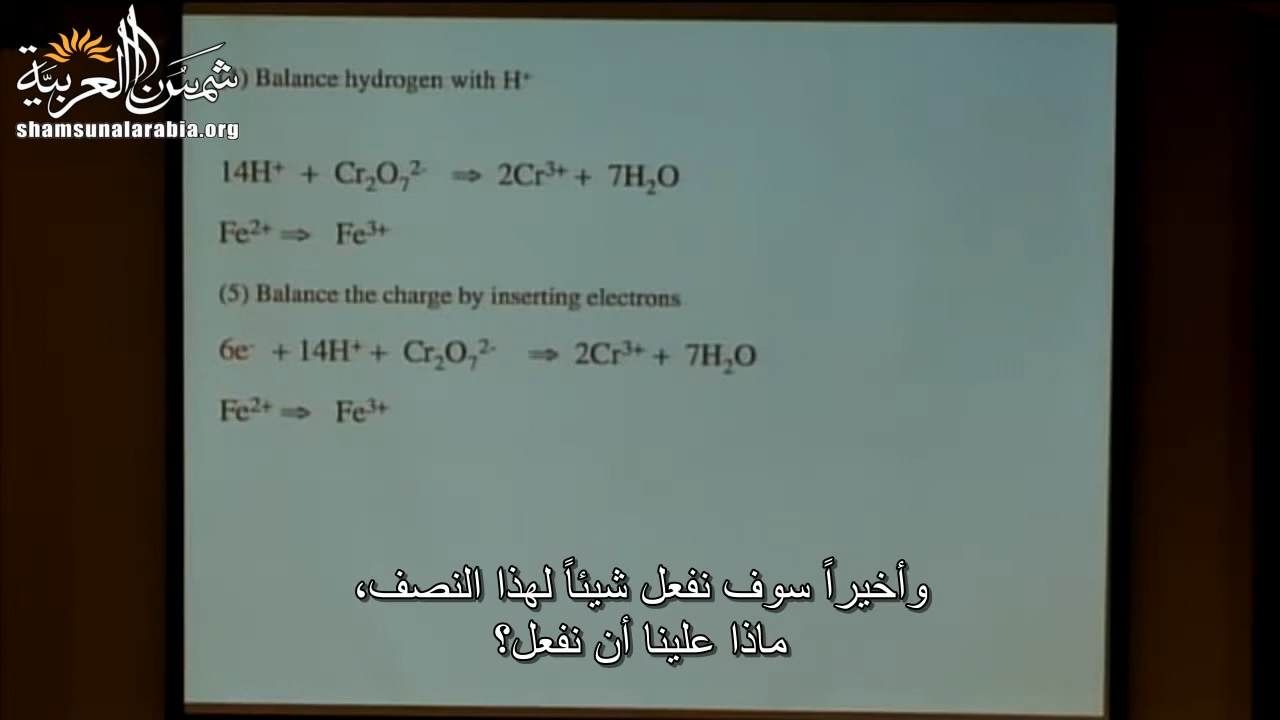 شمسُ العربيَّة
shamsunalarabia.org
) Balance hydrogen with H⁺
14H⁺ + Cr₂O₇²⁻ ⇒ 2Cr³⁺ + 7H₂O
Fe²⁺ ⇒ Fe³⁺
(5) Balance the charge by inserting electrons
6e⁻ + 14H⁺ + Cr₂O₇²⁻ ⇒ 2Cr³⁺ + 7H₂O
Fe²⁺ ⇒ Fe³⁺
وأخيراً سوف نفعل شيئاً لهذا النصف،
ماذا علينا أن نفعل؟